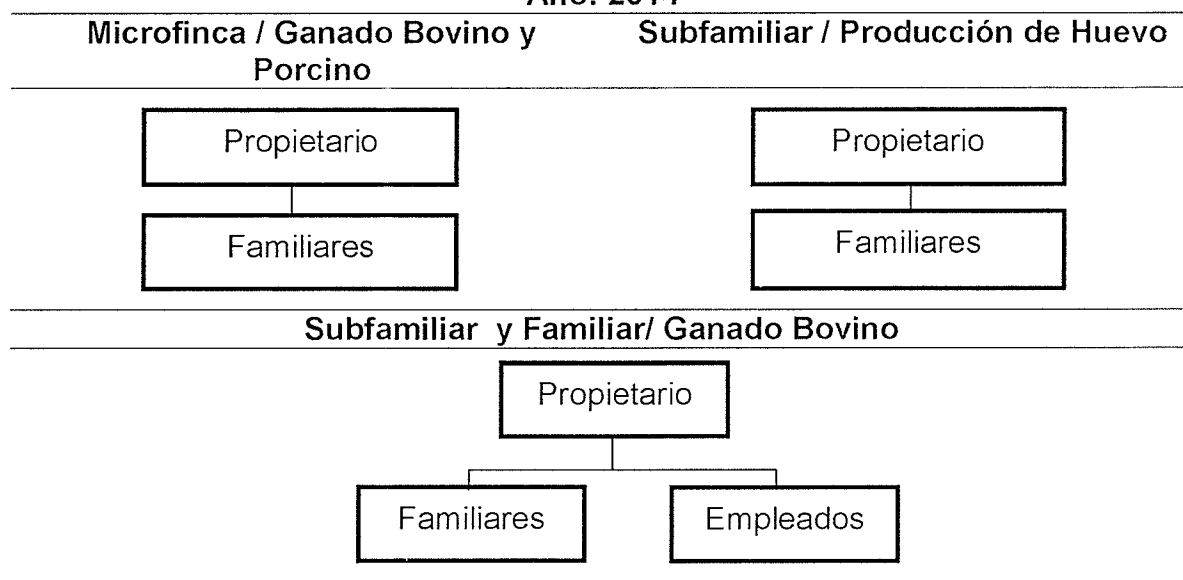 Microfinca / Ganado Bovino y
Porcino
Subfamiliar / Producción de Huevo
Propietario
Familiares
Propietario
Familiares
Subfamiliar y Familiar/ Ganado Bovino
Propietario
Familiares
Empleados